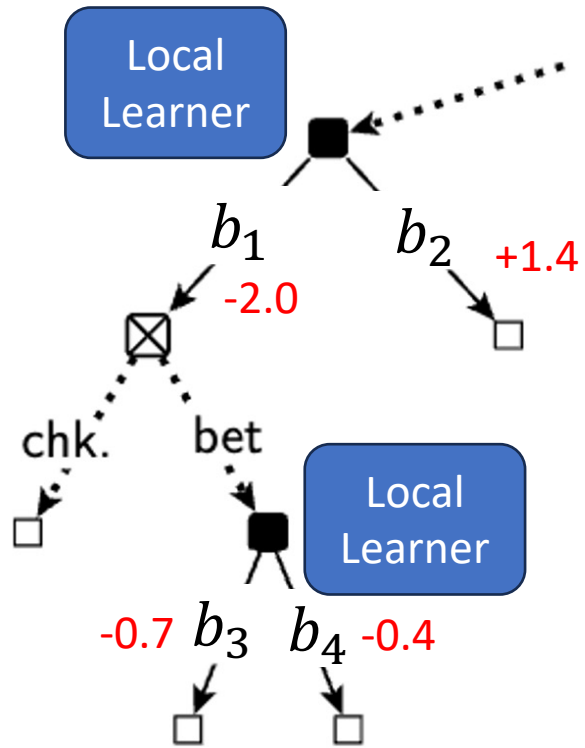 Local
Learner
b₁
b₂
+1.4
-2.0
chk.
bet
Local
Learner
-0.7 b₃ b₄ -0.4